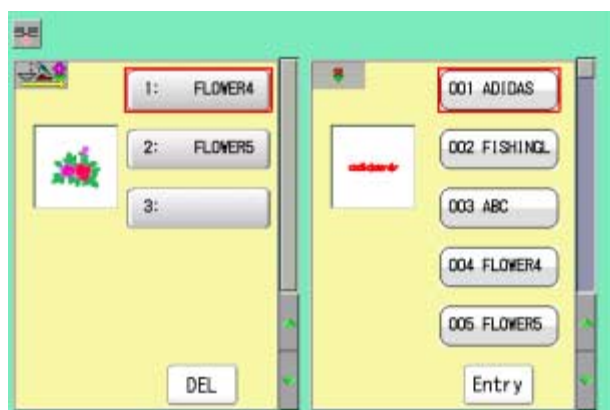 1: FLOWER4
2: FLOWER5
3:
DEL
001 ADIDAS
002 FISHINGL
003 ABC
004 FLOWER4
005 FLOWER5
Entry